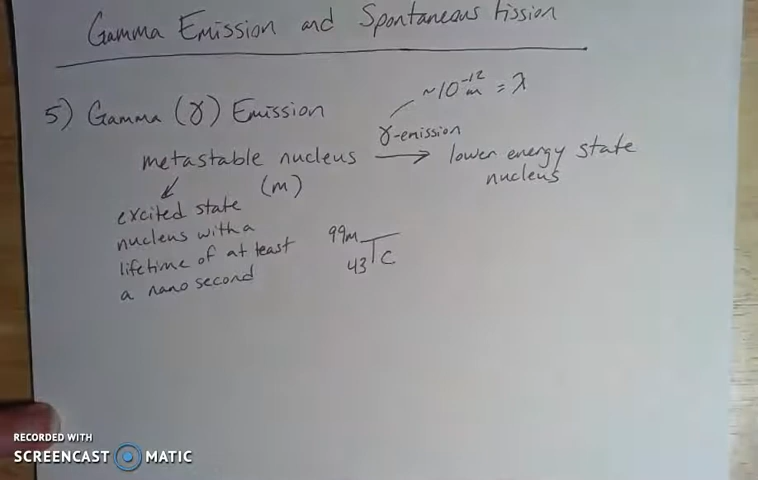 Gamma Emission and Spontaneous Fission
5) Gamma (γ) Emission
~10⁻¹² m = λ
γ-emission
metastable nucleus → lower energy state
nucleus
(m)
excited state
nucleus with a
lifetime of at least
a nano second
99m
43 Tc
RECORDED WITH
SCREENCAST MATIC